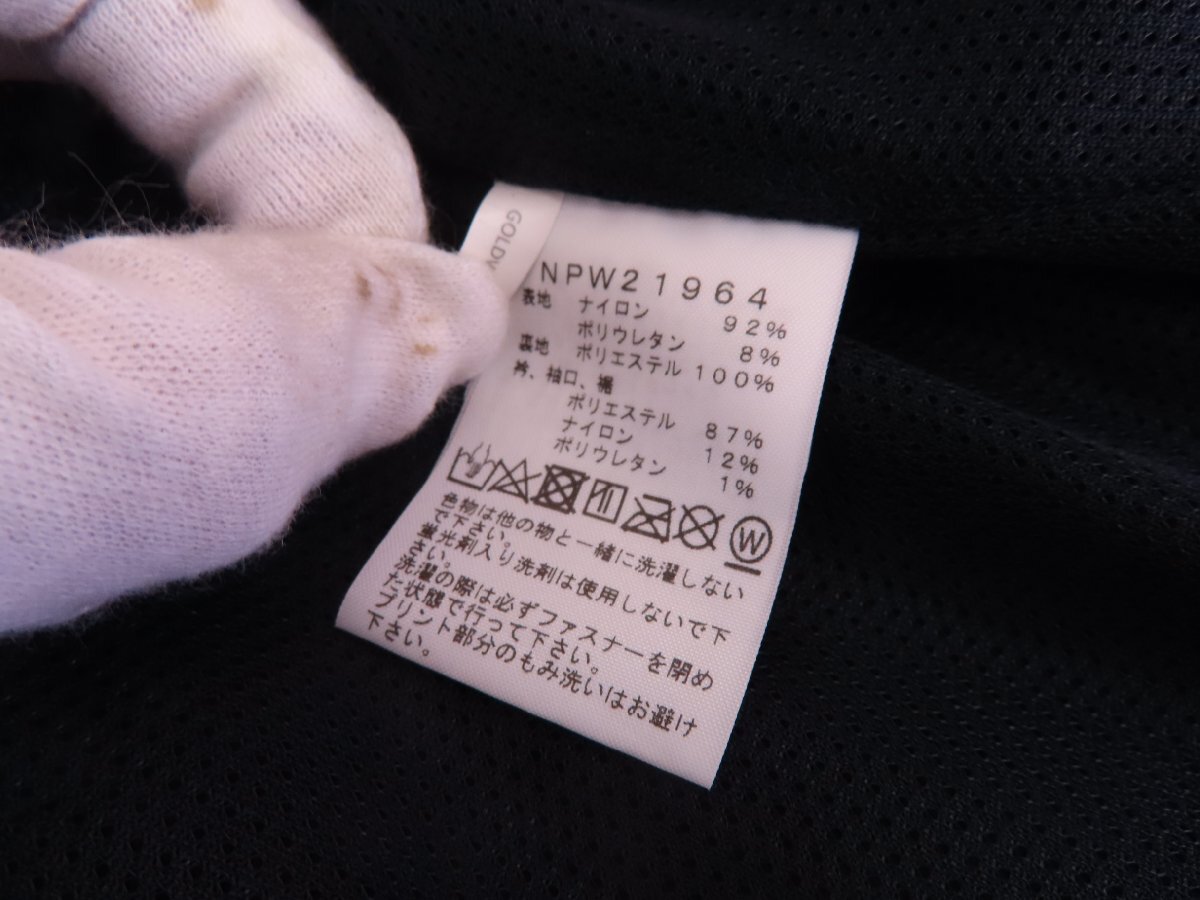 GOLDW
NPW21964
表地 ナイロン 92%
ポリウレタン 8%
裏地 ポリエステル 100%
衿、袖口、裾
ポリエステル 87%
ナイロン 12%
ポリウレタン 1%
W
色物は他の物と一緒に洗濯しない
で下さい。
蛍光剤入り洗剤は使用しないで下
さい。
洗濯の際は必ずファスナーを閉め
た状態で行って下さい。
プリント部分のもみ洗いはお避け
下さい。